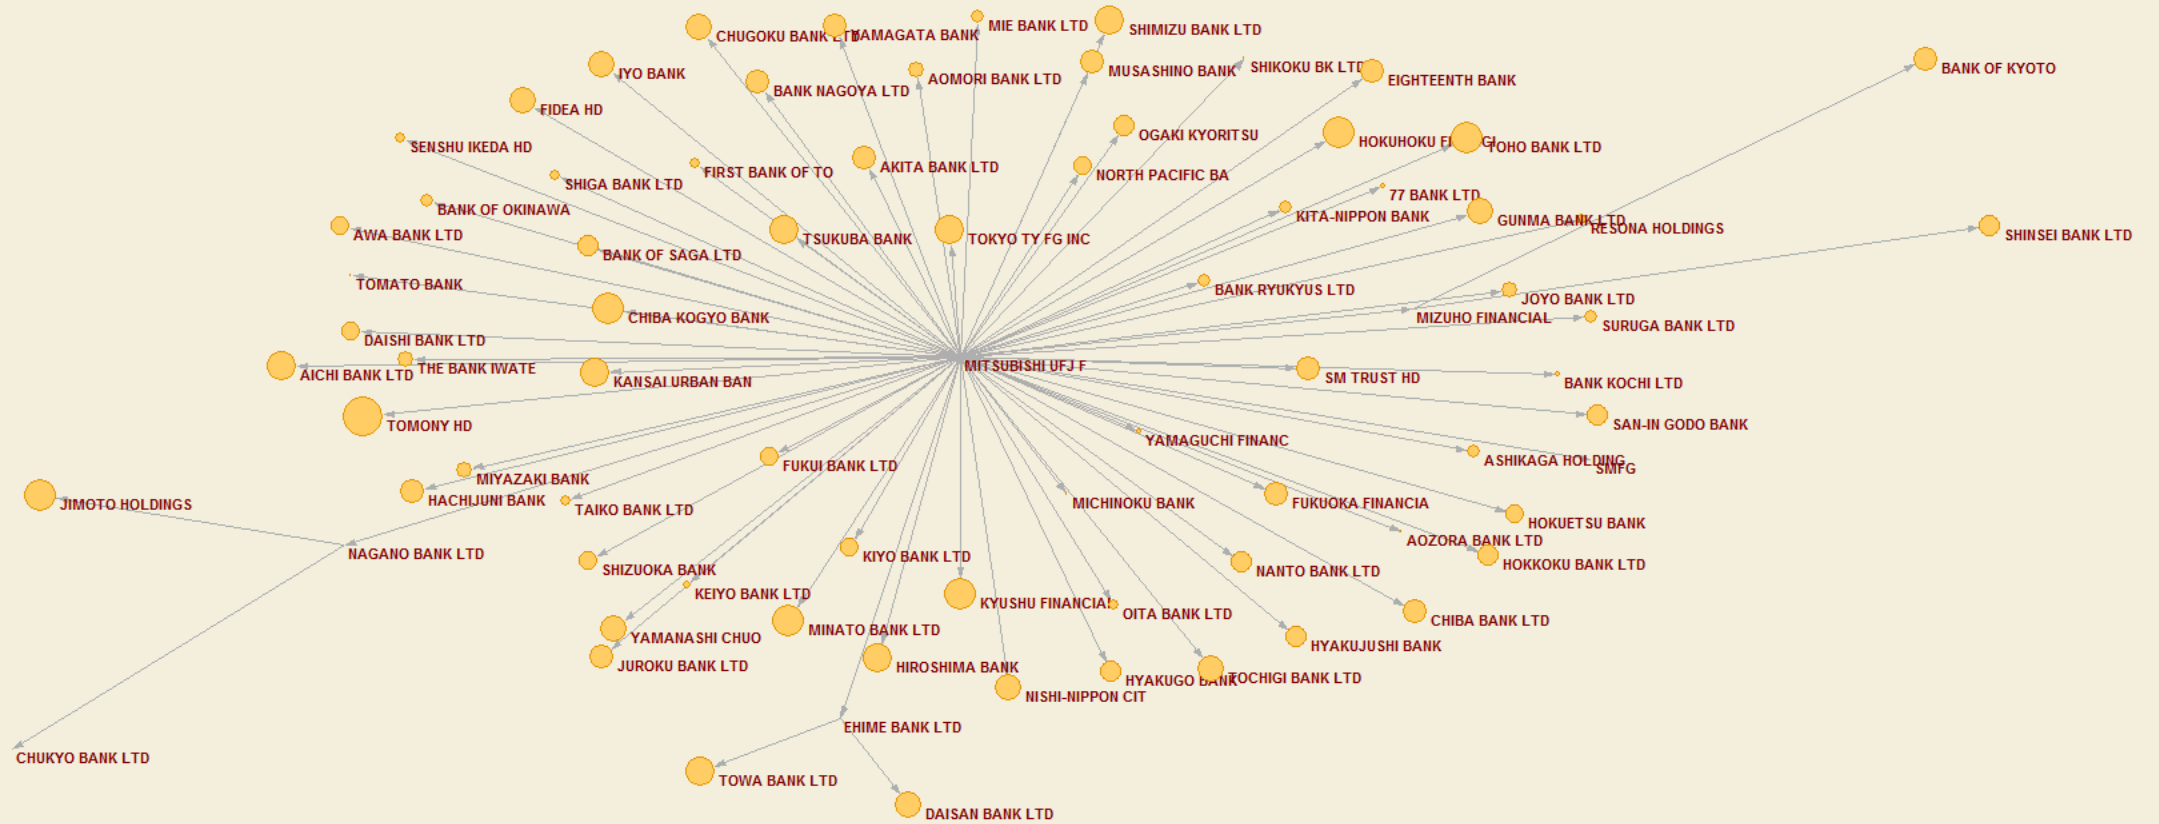 MIE BANK LTD
SHIMIZU BANK LTD
CHUGOKU BANK LTD
YAMAGATA BANK
SHIKOKU BK LTD
BANK OF KYOTO
IYO BANK
MUSASHINO BANK
AOMORI BANK LTD
EIGHTEENTH BANK
BANK NAGOYA LTD
FIDEA HD
OGAKI KYORITSU
HOKUHOKU FINAGI
TOHO BANK LTD
SENSHU IKEDA HD
AKITA BANK LTD
FIRST BANK OF TO
NORTH PACIFIC BA
SHIGA BANK LTD
77 BANK LTD
BANK OF OKINAWA
KITA-NIPPON BANK
GUNMA BANK LTD
RESONA HOLDINGS
AWA BANK LTD
TSUKUBA BANK
TOKYO TY FG INC
SHINSEI BANK LTD
BANK OF SAGA LTD
TOMATO BANK
BANK RYUKYUS LTD
JOYO BANK LTD
CHIBA KOGYO BANK
MIZUHO FINANCIAL
SURUGA BANK LTD
DAISHI BANK LTD
THE BANK IWATE
MITSUBISHI UFJ F
AICHI BANK LTD
KANSAI URBAN BAN
SM TRUST HD
BANK KOCHI LTD
TOMONY HD
SAN-IN GODO BANK
YAMAGUCHI FINANC
FUKUI BANK LTD
ASHIKAGA HOLDING
SMFG
MIYAZAKI BANK
HACHIJUNI BANK
JIMOTO HOLDINGS
TAIKO BANK LTD
MICHINOKU BANK
FUKUOKA FINANCIA
HOKUETSU BANK
AOZORA BANK LTD
NAGANO BANK LTD
KIYO BANK LTD
HOKKOKU BANK LTD
SHIZUOKA BANK
NANTO BANK LTD
KEIYO BANK LTD
KYUSHU FINANCIAL
OITA BANK LTD
CHIBA BANK LTD
MINATO BANK LTD
YAMANASHI CHUO
HYAKUJUSHI BANK
JUROKU BANK LTD
HIROSHIMA BANK
HYAKUGO BANK
TOCHIGI BANK LTD
NISHI-NIPPON CIT
EHIME BANK LTD
CHUKYO BANK LTD
TOWA BANK LTD
DAISAN BANK LTD